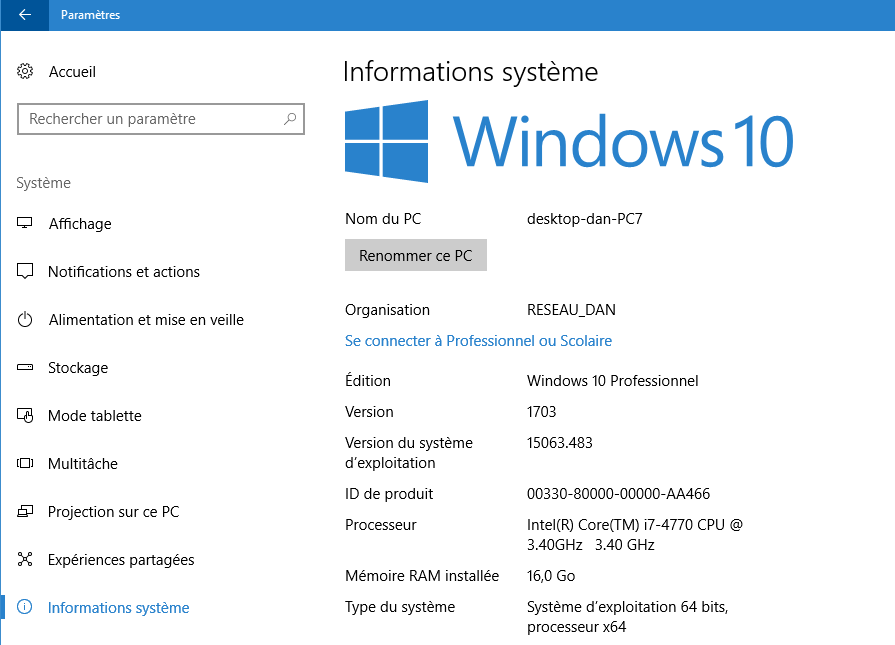 Paramètres
Accueil
Rechercher un paramètre
Système
Affichage
Notifications et actions
Alimentation et mise en veille
Stockage
Mode tablette
Multitâche
Projection sur ce PC
Expériences partagées
Informations système
Informations système
Windows 10
Nom du PC desktop-dan-PC7
Renommer ce PC
Organisation RESEAU_DAN
Se connecter à Professionnel ou Scolaire
Édition Windows 10 Professionnel
Version 1703
Version du système 15063.483
d’exploitation
ID de produit 00330-80000-00000-AA466
Processeur Intel(R) Core(TM) i7-4770 CPU @
3.40GHz 3.40 GHz
Mémoire RAM installée 16,0 Go
Type du système Système d’exploitation 64 bits,
processeur x64